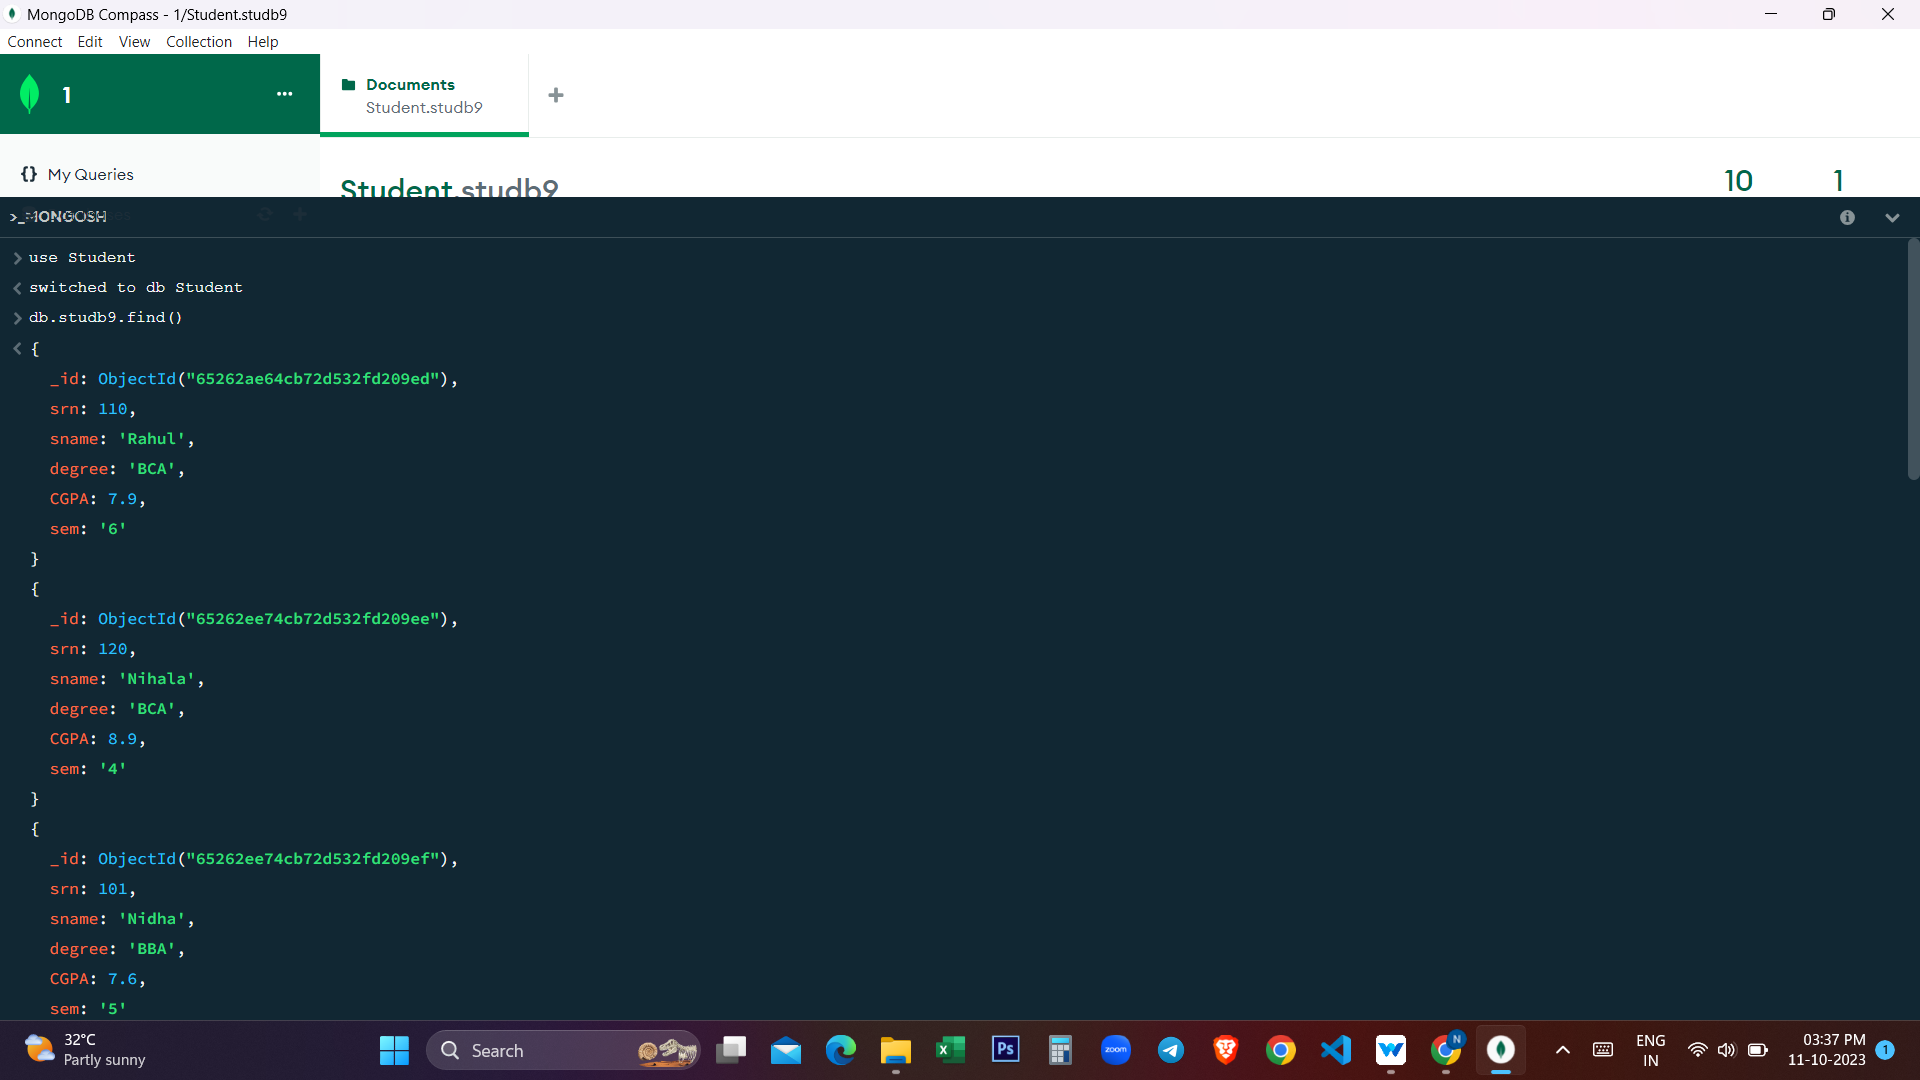 MongoDB Compass - 1/Student.studb9
Connect Edit View Collection Help
1
Documents
Student.studb9
{} My Queries
Student.studb9
10 1
>_MONGOSH
use Student
switched to db Student
db.studb9.find()
{
_id: ObjectId("65262ae64cb72d532fd209ed"),
srn: 110,
sname: 'Rahul',
degree: 'BCA',
CGPA: 7.9,
sem: '6'
}
{
_id: ObjectId("65262ee74cb72d532fd209ee"),
srn: 120,
sname: 'Nihala',
degree: 'BCA',
CGPA: 8.9,
sem: '4'
}
{
_id: ObjectId("65262ee74cb72d532fd209ef"),
srn: 101,
sname: 'Nidha',
degree: 'BBA',
CGPA: 7.6,
sem: '5'
32°C
Partly sunny
Search
Ps
zoom
N
ENG
IN
03:37 PM
11-10-2023
1